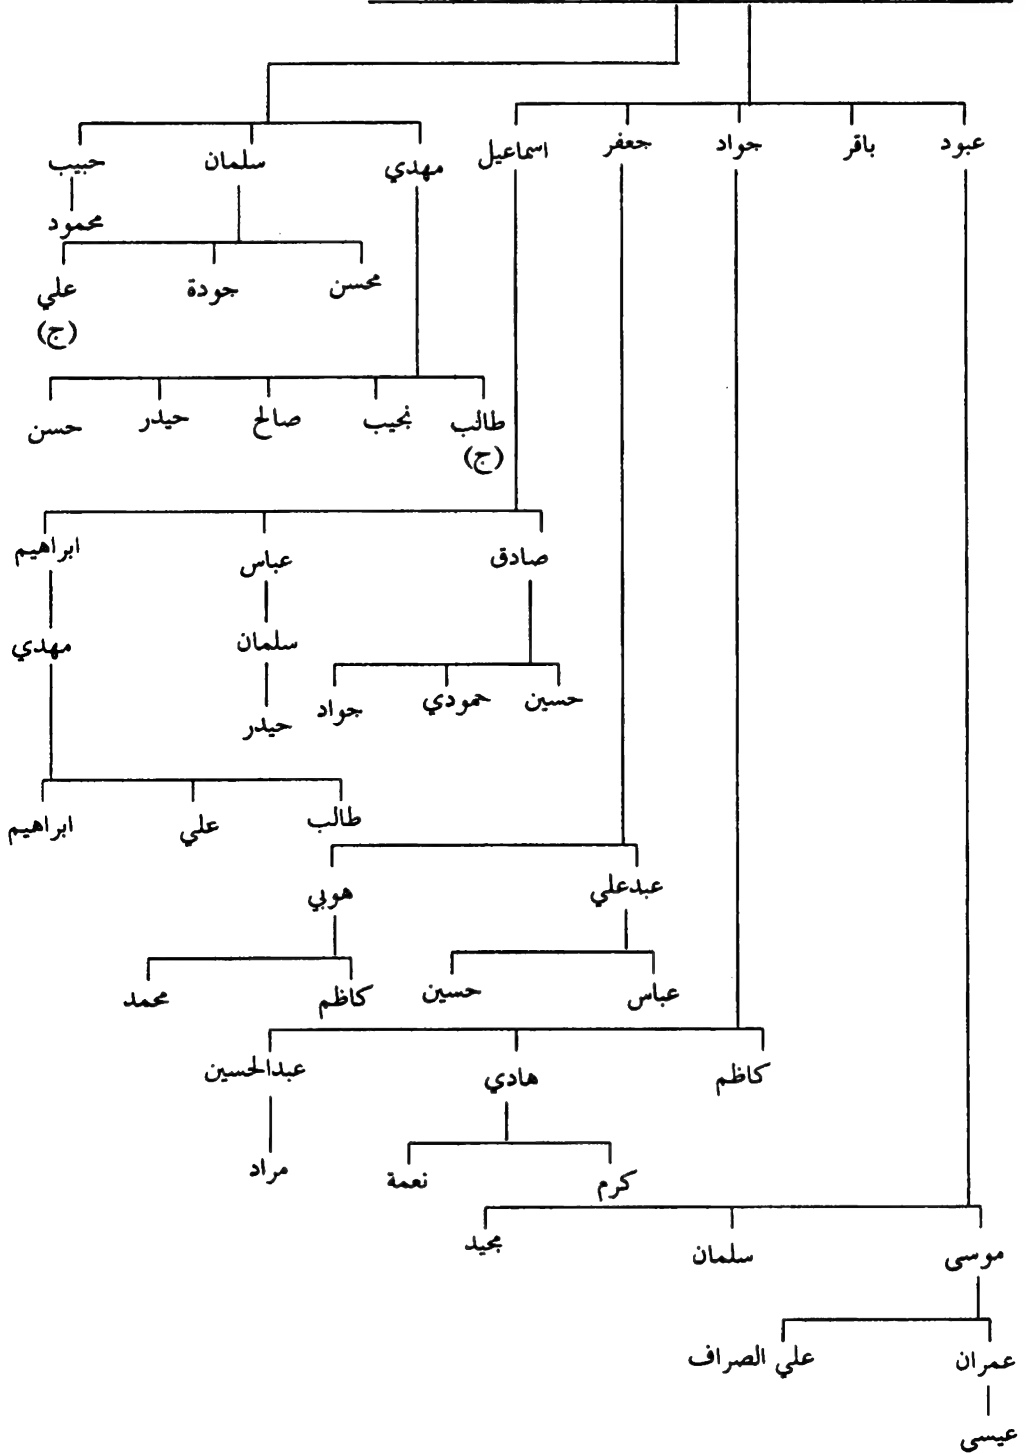 عبود باقر جواد جعفر اسماعيل
مهدي سلمان حبيب
محمود
محسن جودة علي
(ج)
طالب نجيب صالح حيدر حسن
(ج)
صادق عباس ابراهيم
سلمان مهدي
حسين حمودي جواد
حيدر
طالب علي ابراهيم
عبدعلي هوبي
عباس حسين كاظم محمد
كاظم هادي عبدالحسين
مراد
كرم نعمة
موسى سلمان مجيد
عمران علي الصراف
عيسى